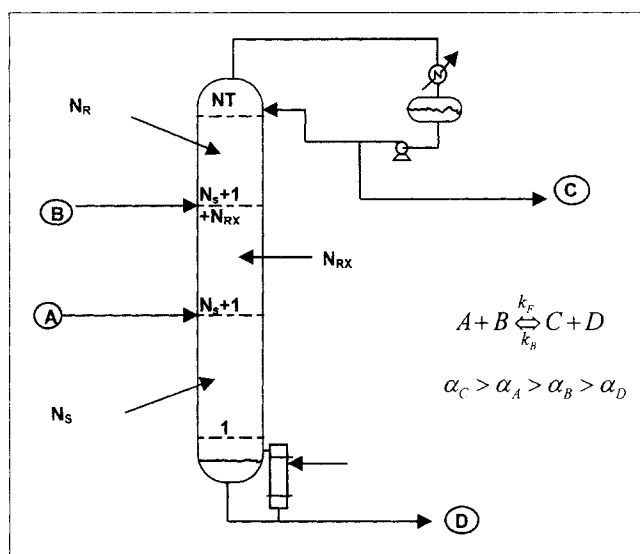 NT
N
N_R
B
N_s+1
+N_RX
C
N_RX
A
N_s+1
A + B ⇔ C + D
k_F
k_B
α_C > α_A > α_B > α_D
N_S
1
D